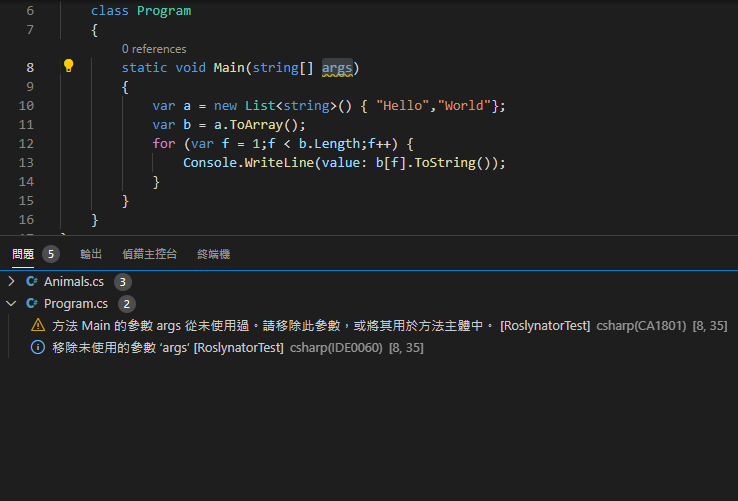 6 class Program
7 {
0 references
8 static void Main(string[] args)
9 {
10 var a = new List<string>() { "Hello","World"};
11 var b = a.ToArray();
12 for (var f = 1;f < b.Length;f++) {
13 Console.WriteLine(value: b[f].ToString());
14 }
15 }
16 }
問題 5 輸出 偵錯主控台 終端機
C# Animals.cs 3
C# Program.cs 2
方法 Main 的參數 args 從未使用過。請移除此參數，或將其用於方法主體中。 [RoslynatorTest] csharp(CA1801) [8, 35]
移除未使用的參數 'args' [RoslynatorTest] csharp(IDE0060) [8, 35]